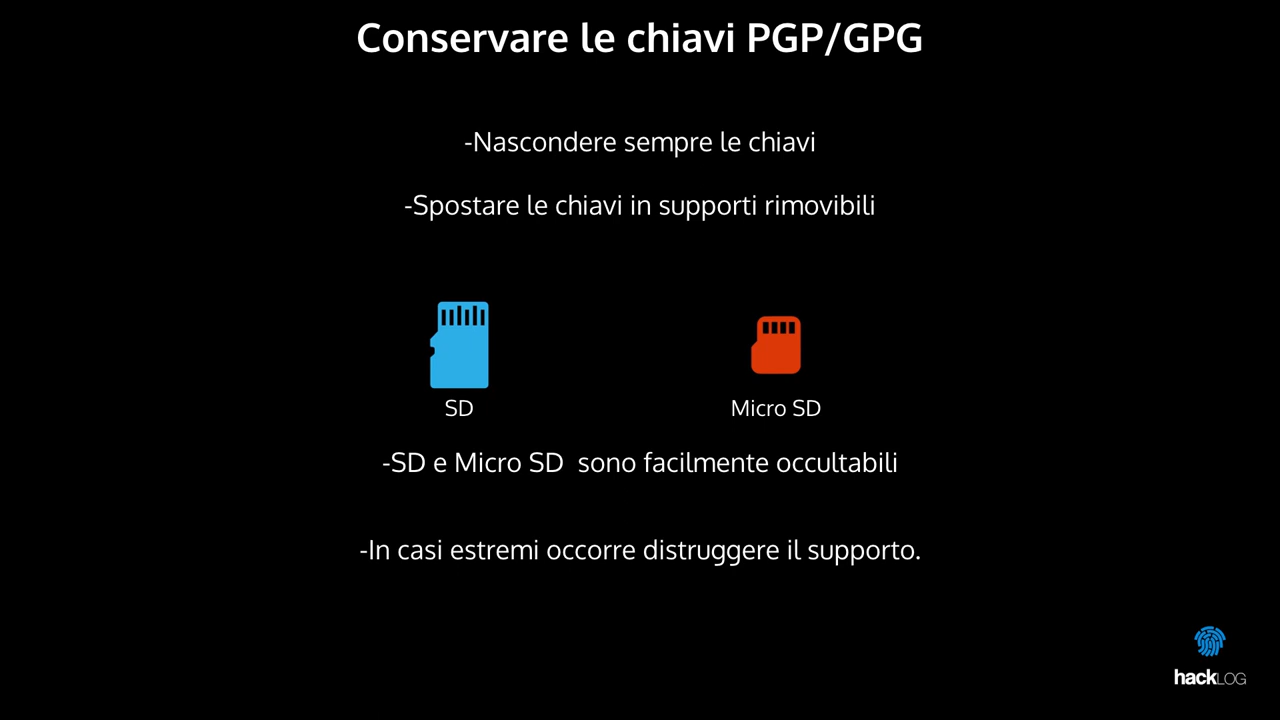 Conservare le chiavi PGP/GPG
-Nascondere sempre le chiavi
-Spostare le chiavi in supporti rimovibili
SD
Micro SD
-SD e Micro SD  sono facilmente occultabili
-In casi estremi occorre distruggere il supporto.
hackLOG